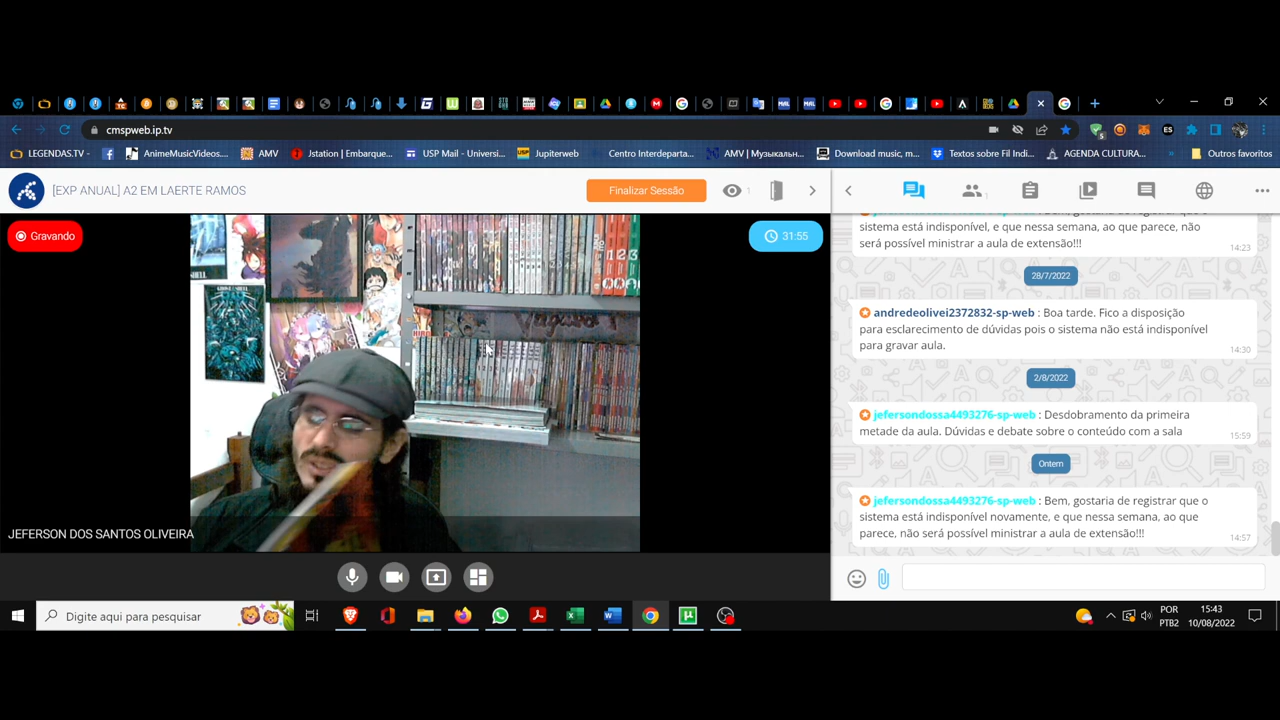 cmspweb.ip.tv
LEGENDAS.TV -
AnimeMusicVideos....
AMV
Jstation | Embarque...
USP Mail - Universi...
Jupiterweb
Centro Interdeparta...
AMV | Музыкальн...
Download music, m...
Textos sobre Fil Indi...
AGENDA CULTURA...
»
Outros favoritos
[EXP ANUAL] A2 EM LAERTE RAMOS
Finalizar Sessão
1
1
Gravando
31:55
JEFERSON DOS SANTOS OLIVEIRA
sistema está indisponível, e que nessa semana, ao que parece, não
será possível ministrar a aula de extensão!!!
14:23
28/7/2022
andredeolivei2372832-sp-web : Boa tarde. Fico a disposição
para esclarecimento de dúvidas pois o sistema não está indisponível
para gravar aula.
14:30
2/8/2022
jefersondossa4493276-sp-web : Desdobramento da primeira
metade da aula. Dúvidas e debate sobre o conteúdo com a sala
15:59
Ontem
jefersondossa4493276-sp-web : Bem, gostaria de registrar que o
sistema está indisponível novamente, e que nessa semana, ao que
parece, não será possível ministrar a aula de extensão!!!
14:57
Digite aqui para pesquisar
POR
PTB2
15:43
10/08/2022